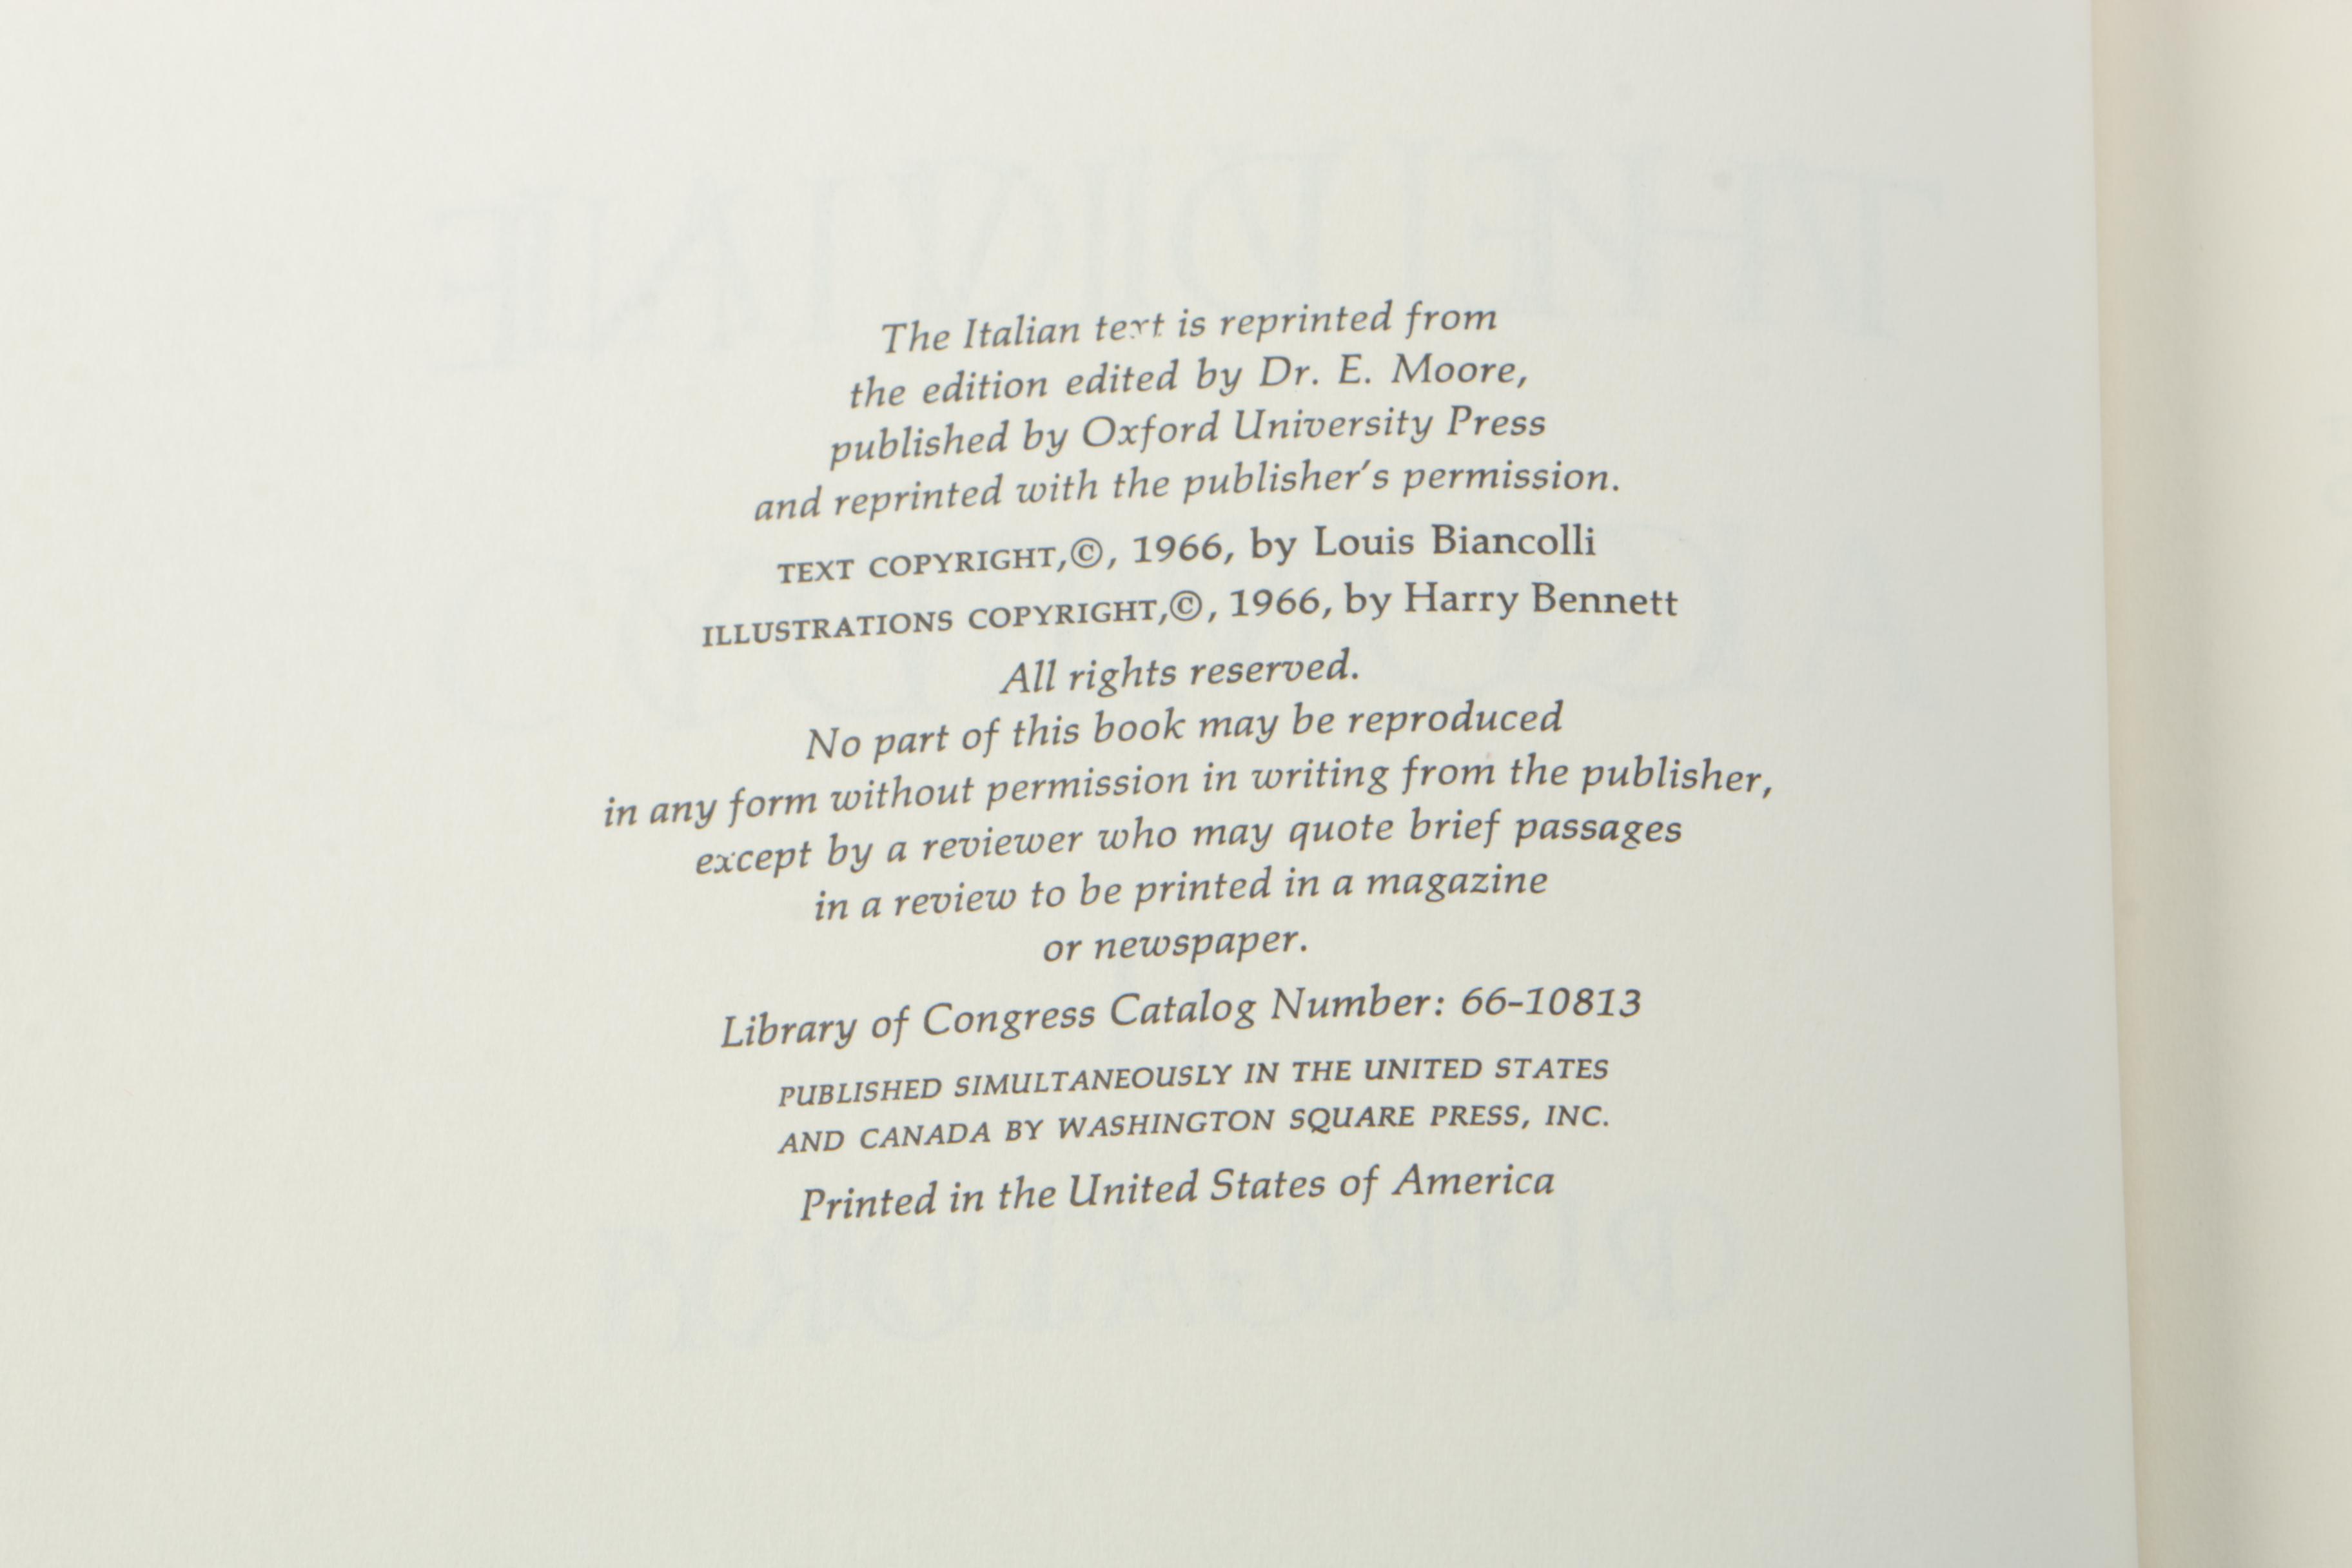 The Italian text is reprinted from
the edition edited by Dr. E. Moore,
published by Oxford University Press
and reprinted with the publisher's permission.
TEXT COPYRIGHT,©, 1966, by Louis Biancolli
ILLUSTRATIONS COPYRIGHT,©, 1966, by Harry Bennett
All rights reserved.
No part of this book may be reproduced
in any form without permission in writing from the publisher,
except by a reviewer who may quote brief passages
in a review to be printed in a magazine
or newspaper.
Library of Congress Catalog Number: 66-10813
PUBLISHED SIMULTANEOUSLY IN THE UNITED STATES
AND CANADA BY WASHINGTON SQUARE PRESS, INC.
Printed in the United States of America